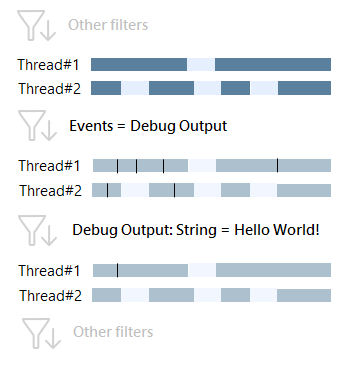 Other filters
Thread#1
Thread#2
Events = Debug Output
Thread#1
Thread#2
Debug Output: String = Hello World!
Thread#1
Thread#2
Other filters